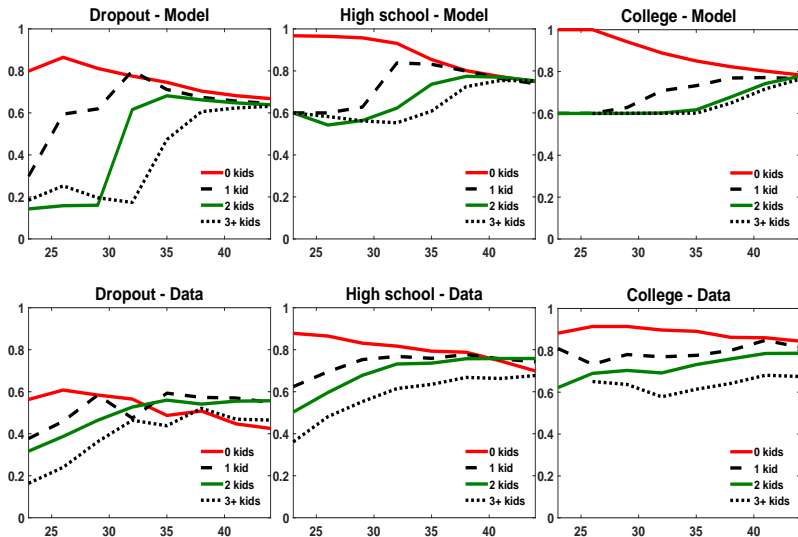 Dropout - Model
High school - Model
College - Model
1
0.8
0.6
0.4
0.2
0
0 kids
1 kid
2 kids
3+ kids
25 30 35 40
1
0.8
0.6
0.4
0.2
0
0 kids
1 kid
2 kids
3+ kids
25 30 35 40
1
0.8
0.6
0.4
0.2
0
0 kids
1 kid
2 kids
3+ kids
25 30 35 40
Dropout - Data
High school - Data
College - Data
1
0.8
0.6
0.4
0.2
0
0 kids
1 kid
2 kids
3+ kids
25 30 35 40
1
0.8
0.6
0.4
0.2
0
0 kids
1 kid
2 kids
3+ kids
25 30 35 40
1
0.8
0.6
0.4
0.2
0
0 kids
1 kid
2 kids
3+ kids
25 30 35 40